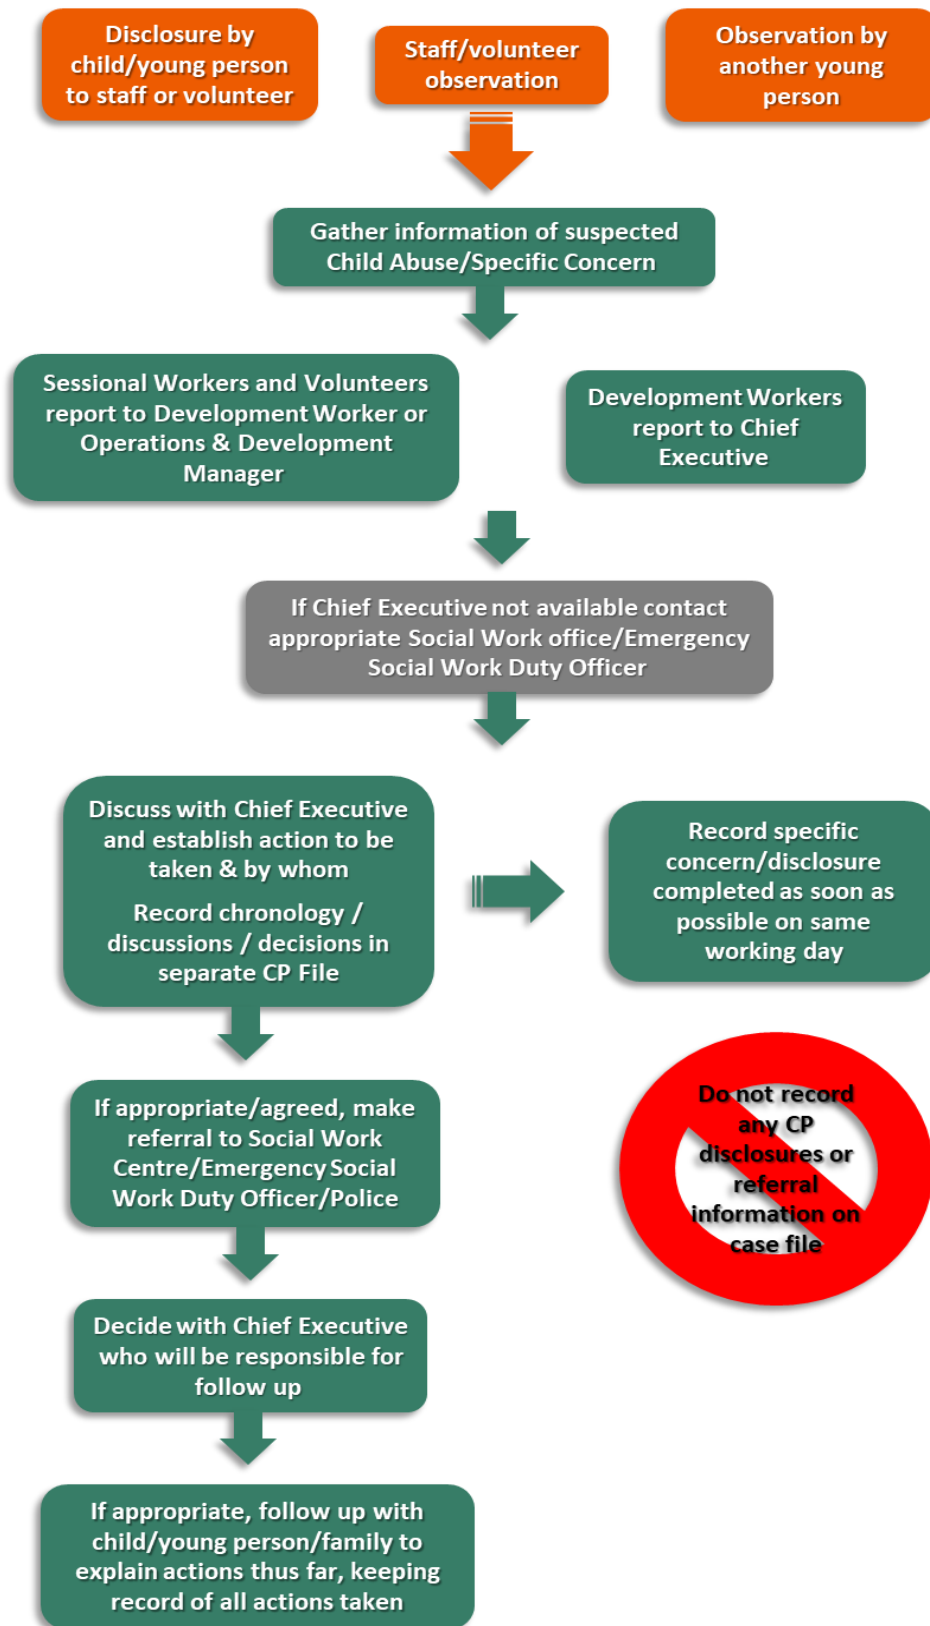 Disclosure by
child/young person
to staff or volunteer
Staff/volunteer
observation
Observation by
another young
person
Gather information of suspected
Child Abuse/Specific Concern
Sessional Workers and Volunteers
report to Development Worker or
Operations & Development
Manager
Development Workers
report to Chief
Executive
If Chief Executive not available contact
appropriate Social Work office/Emergency
Social Work Duty Officer
Discuss with Chief Executive
and establish action to be
taken & by whom
Record chronology /
discussions / decisions in
separate CP File
Record specific
concern/disclosure
completed as soon as
possible on same
working day
If appropriate/agreed, make
referral to Social Work
Centre/Emergency Social
Work Duty Officer/Police
Do not record
any CP
disclosures or
referral
information on
case file
Decide with Chief Executive
who will be responsible for
follow up
If appropriate, follow up with
child/young person/family to
explain actions thus far, keeping
record of all actions taken